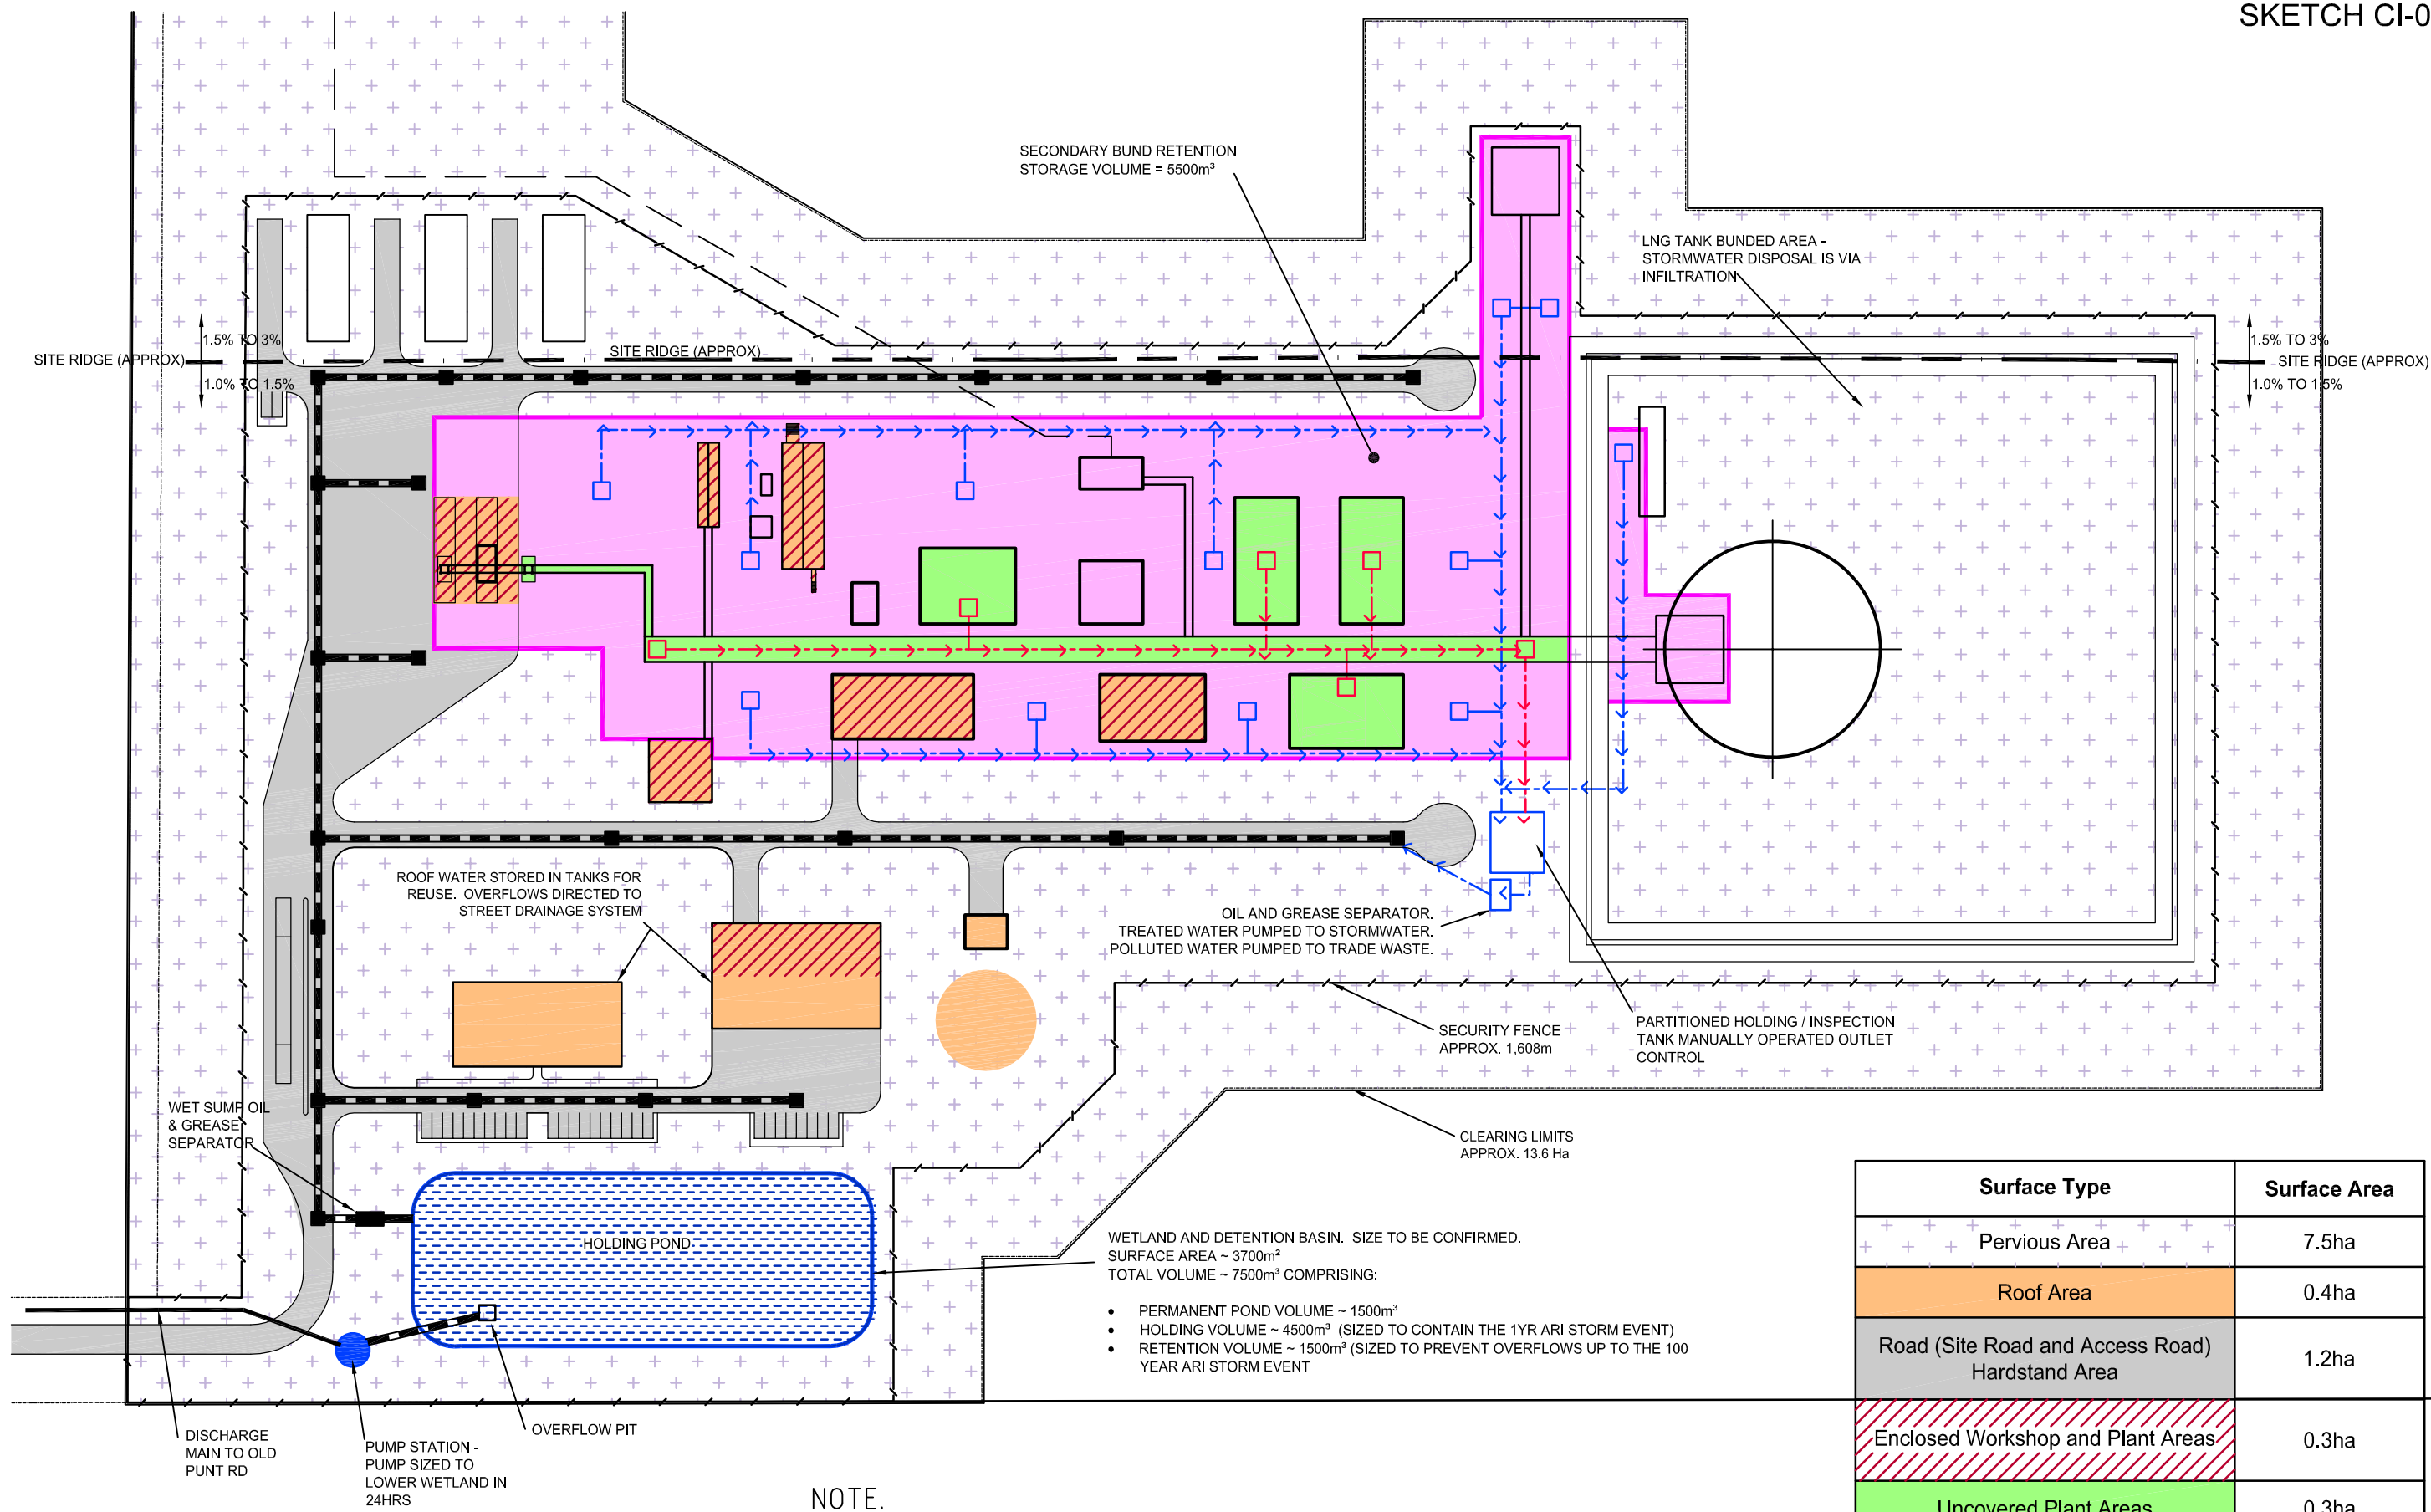 SKETCH CI-0
SECONDARY BUND RETENTION
STORAGE VOLUME = 5500m³
LNG TANK BUNDED AREA -
STORMWATER DISPOSAL IS VIA
INFILTRATION
1.5% TO 3%
SITE RIDGE (APPROX)
1.0% TO 1.5%
SITE RIDGE (APPROX)
1.5% TO 3%
SITE RIDGE (APPROX)
1.0% TO 1.5%
ROOF WATER STORED IN TANKS FOR
REUSE. OVERFLOWS DIRECTED TO
STREET DRAINAGE SYSTEM
OIL AND GREASE SEPARATOR.
TREATED WATER PUMPED TO STORMWATER.
POLLUTED WATER PUMPED TO TRADE WASTE.
SECURITY FENCE
APPROX. 1,608m
PARTITIONED HOLDING / INSPECTION
TANK MANUALLY OPERATED OUTLET
CONTROL
WET SUMP OIL
& GREASE
SEPARATOR
CLEARING LIMITS
APPROX. 13.6 Ha
HOLDING POND
WETLAND AND DETENTION BASIN. SIZE TO BE CONFIRMED.
SURFACE AREA ~ 3700m²
TOTAL VOLUME ~ 7500m³ COMPRISING:
• PERMANENT POND VOLUME ~ 1500m³
• HOLDING VOLUME ~ 4500m³ (SIZED TO CONTAIN THE 1YR ARI STORM EVENT)
• RETENTION VOLUME ~ 1500m³ (SIZED TO PREVENT OVERFLOWS UP TO THE 100
YEAR ARI STORM EVENT
Surface Type Surface Area
Pervious Area 7.5ha
Roof Area 0.4ha
Road (Site Road and Access Road)
Hardstand Area 1.2ha
Enclosed Workshop and Plant Areas 0.3ha
Uncovered Plant Areas 0.3ha
DISCHARGE
MAIN TO OLD
PUNT RD
PUMP STATION -
PUMP SIZED TO
LOWER WETLAND IN
24HRS
OVERFLOW PIT
NOTE.